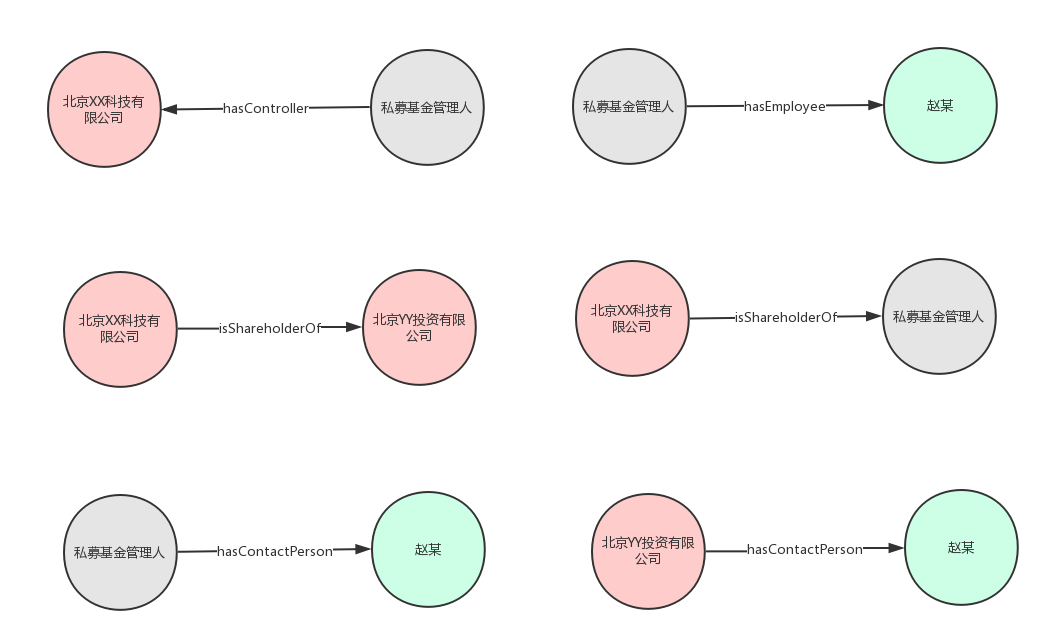 北京XX科技有
限公司
hasController
私募基金管理人
私募基金管理人
hasEmployee
赵某
北京XX科技有
限公司
isShareholderOf
北京YY投资有限
公司
北京XX科技有
限公司
isShareholderOf
私募基金管理人
私募基金管理人
hasContactPerson
赵某
北京YY投资有限
公司
hasContactPerson
赵某